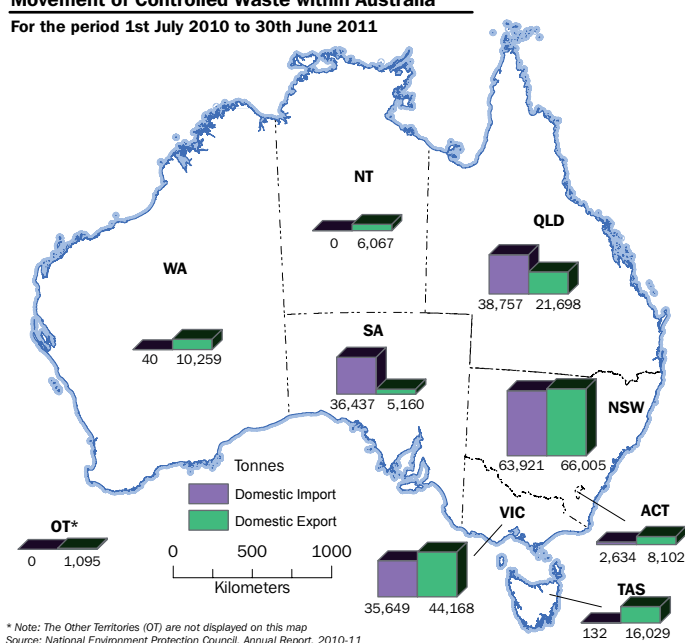 Movement of Controlled Waste within Australia
For the period 1st July 2010 to 30th June 2011
NT
0 6,067
QLD
38,757 21,698
WA
40 10,259
SA
36,437 5,160
NSW
63,921 66,005
Tonnes
Domestic Import
Domestic Export
VIC
35,649 44,168
ACT
2,634 8,102
OT*
0 1,095
0 500 1000
Kilometers
TAS
132 16,029
* Note: The Other Territories (OT) are not displayed on this map
Source: National Environment Protection Council, Annual Report, 2010-11